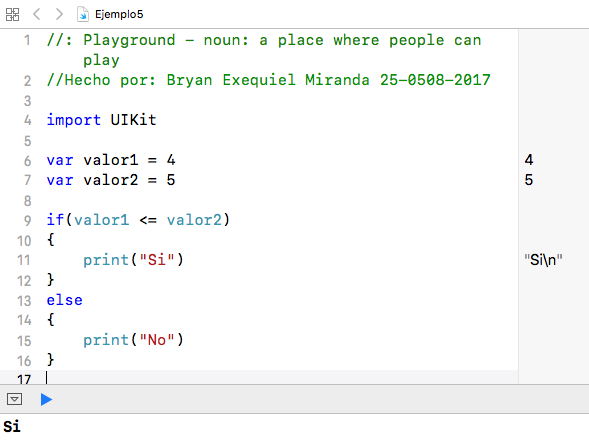 Ejemplo5
1 //: Playground – noun: a place where people can
play
2 //Hecho por: Bryan Exequiel Miranda 25-0508-2017
3
4 import UIKit
5
6 var valor1 = 4 4
7 var valor2 = 5 5
8
9 if(valor1 <= valor2)
10 {
11 print("Si") "Si\n"
12 }
13 else
14 {
15 print("No")
16 }
17
Si